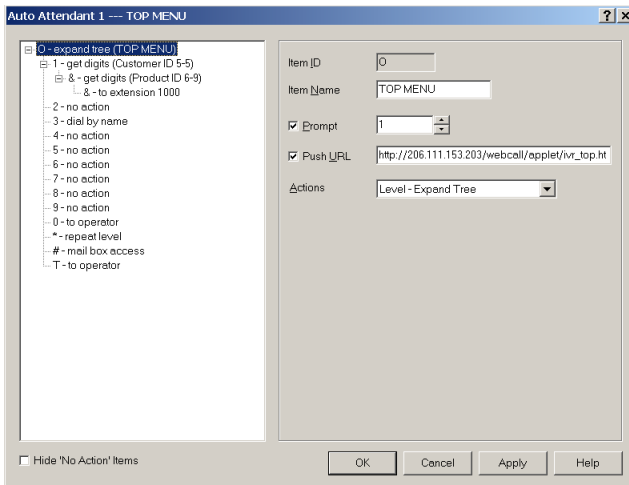 Auto Attendant 1 --- TOP MENU
O - expand tree (TOP MENU)
1 - get digits (Customer ID 5-5)
& - get digits (Product ID 6-9)
& - to extension 1000
2 - no action
3 - dial by name
4 - no action
5 - no action
6 - no action
7 - no action
8 - no action
9 - no action
0 - to operator
* - repeat level
# - mail box access
T - to operator
Item ID
O
Item Name
TOP MENU
Prompt
1
Push URL
http://206.111.153.203/webcall/applet/ivr_top.ht
Actions
Level - Expand Tree
Hide 'No Action' Items
OK
Cancel
Apply
Help